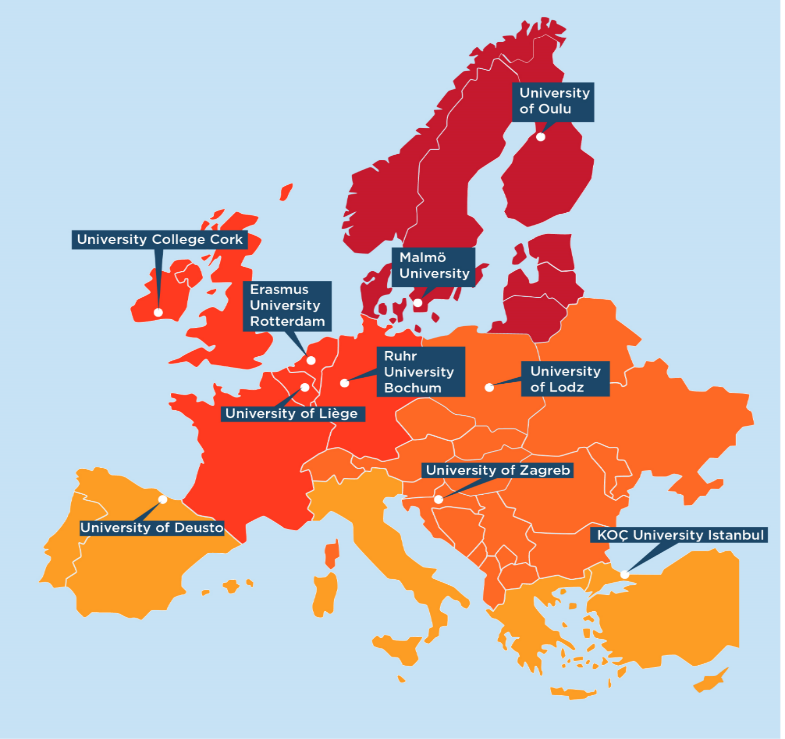 University
of Oulu
University College Cork
Malmö
University
Erasmus
University
Rotterdam
Ruhr
University
Bochum
University
of Lodz
University of Liège
University of Zagreb
University of Deusto
KOÇ University Istanbul